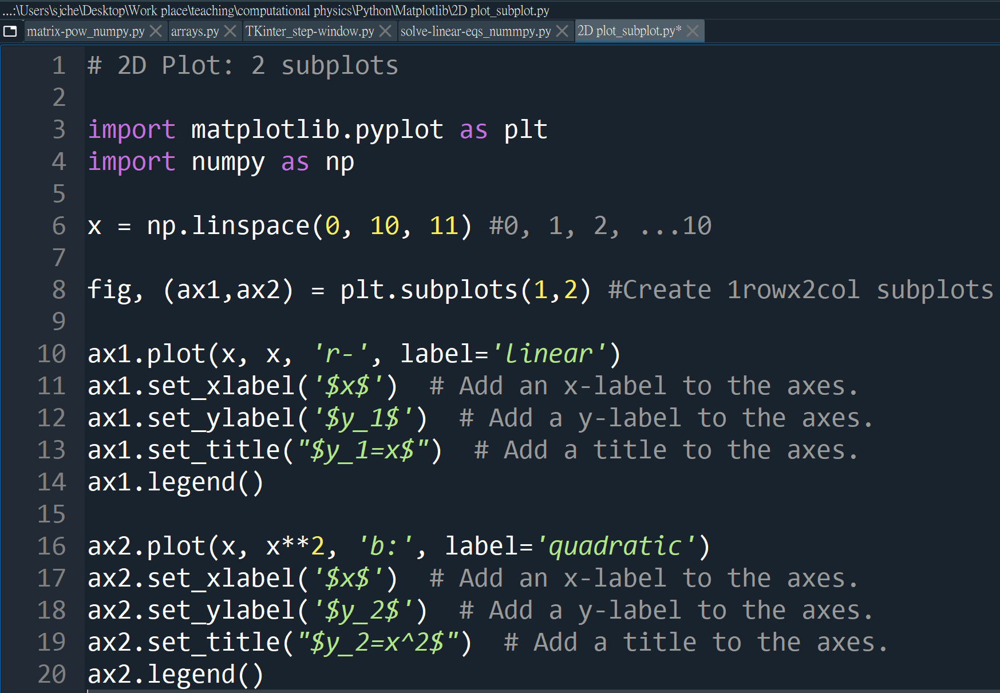 ...:\Users\sjche\Desktop\Work place\teaching\computational physics\Python\Matplotlib\2D plot_subplot.py
matrix-pow_numpy.py arrays.py TKinter_step-window.py solve-linear-eqs_nummpy.py 2D plot_subplot.py*
1 # 2D Plot: 2 subplots
2
3 import matplotlib.pyplot as plt
4 import numpy as np
5
6 x = np.linspace(0, 10, 11) #0, 1, 2, ...10
7
8 fig, (ax1,ax2) = plt.subplots(1,2) #Create 1rowx2col subplots
9
10 ax1.plot(x, x, 'r-', label='linear')
11 ax1.set_xlabel('$x$')  # Add an x-label to the axes.
12 ax1.set_ylabel('$y_1$')  # Add a y-label to the axes.
13 ax1.set_title("$y_1=x$")  # Add a title to the axes.
14 ax1.legend()
15
16 ax2.plot(x, x**2, 'b:', label='quadratic')
17 ax2.set_xlabel('$x$')  # Add an x-label to the axes.
18 ax2.set_ylabel('$y_2$')  # Add a y-label to the axes.
19 ax2.set_title("$y_2=x^2$")  # Add a title to the axes.
20 ax2.legend()